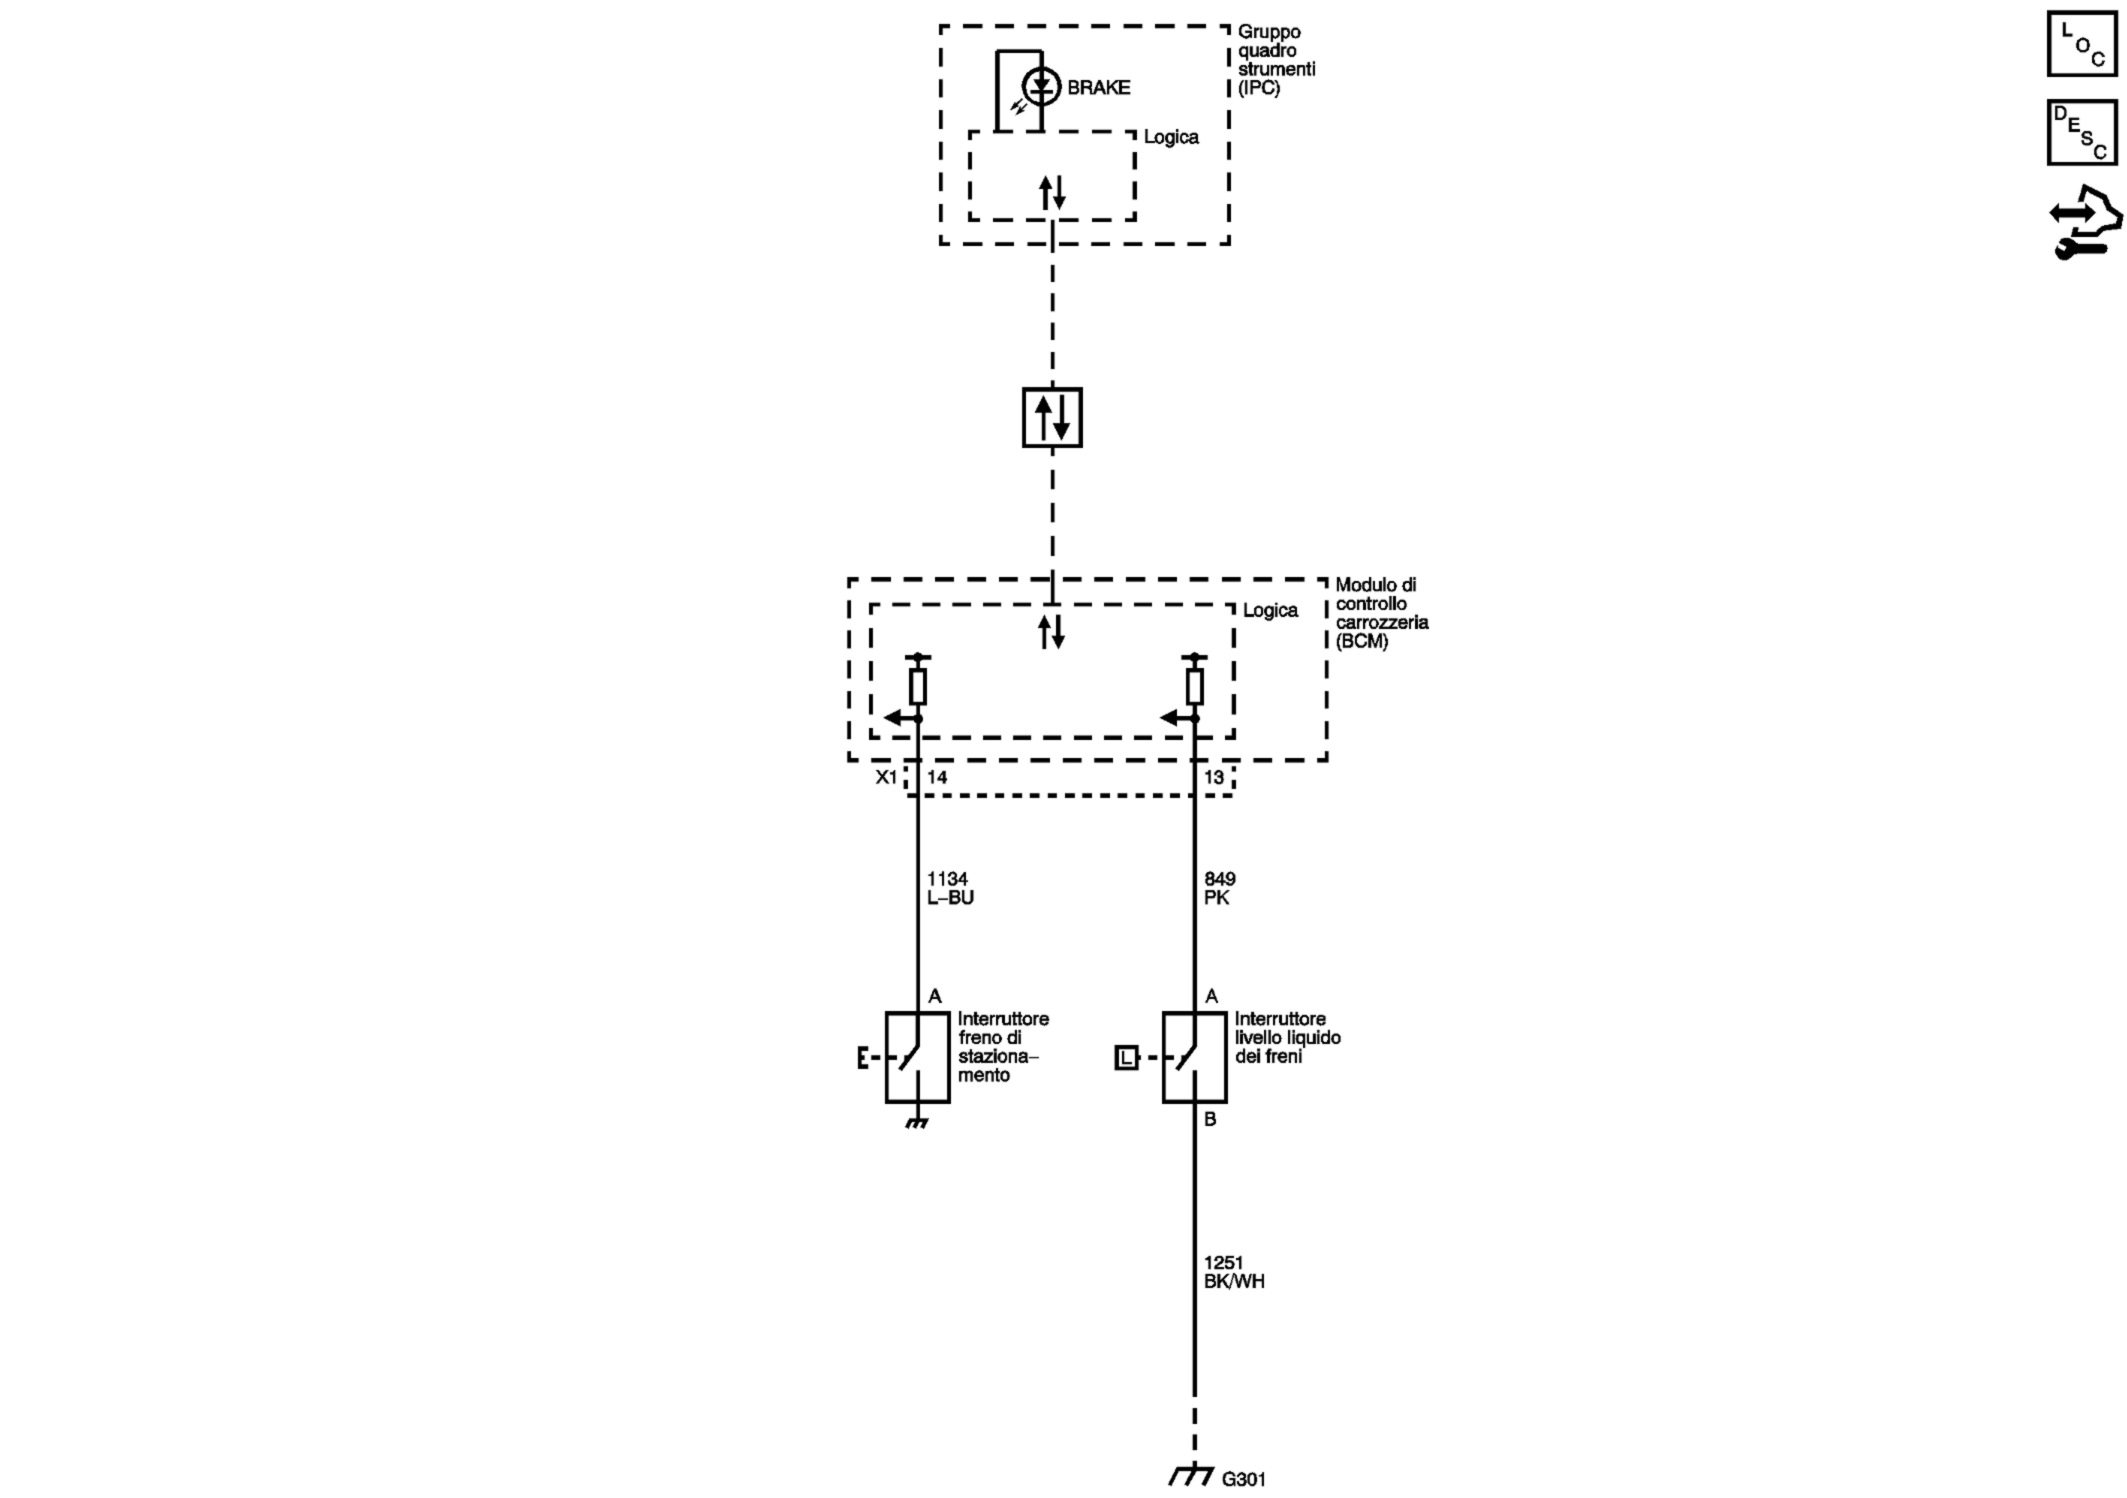 Gruppo
quadro
strumenti
(IPC)
BRAKE
Logica
LOC
DESC
Modulo di
controllo
carrozzeria
(BCM)
Logica
X1 14 13
1134
L–BU
849
PK
A
Interruttore
freno di
staziona–
mento
A
Interruttore
livello liquido
dei freni
L
B
1251
BK/WH
G301